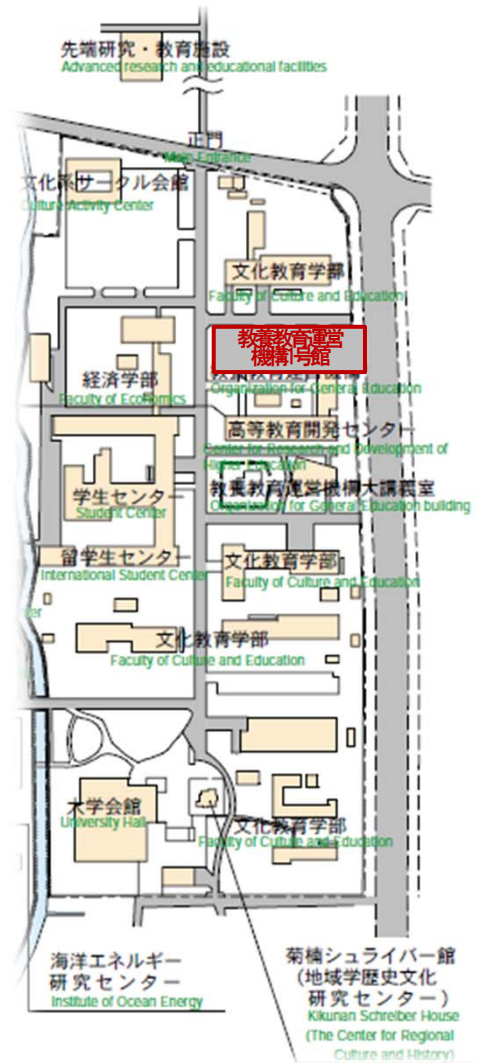 先端研究・教育施設
Advanced research and educational facilities
正門
Main Entrance
文化系サークル会館
Culture Activity Center
文化教育学部
Faculty of Culture and Education
教養教育運営
機構1号館
教養教育運営機構
Organization for General Education
経済学部
Faculty of Economics
高等教育開発センター
Center for Research and Development of
Higher Education
学生センター
Student Center
教養教育運営機構大講義室
Organization for General Education building
留学生センター
International Student Center
文化教育学部
Faculty of Culture and Education
ter
文化教育学部
Faculty of Culture and Education
大学会館
University Hall
文化教育学部
Faculty of Culture and Education
海洋エネルギー
研究センター
Institute of Ocean Energy
菊楠シュライバー館
(地域学歴史文化
研究センター)
Kikunan Schreiber House
(The Center for Regional
Culture and History)